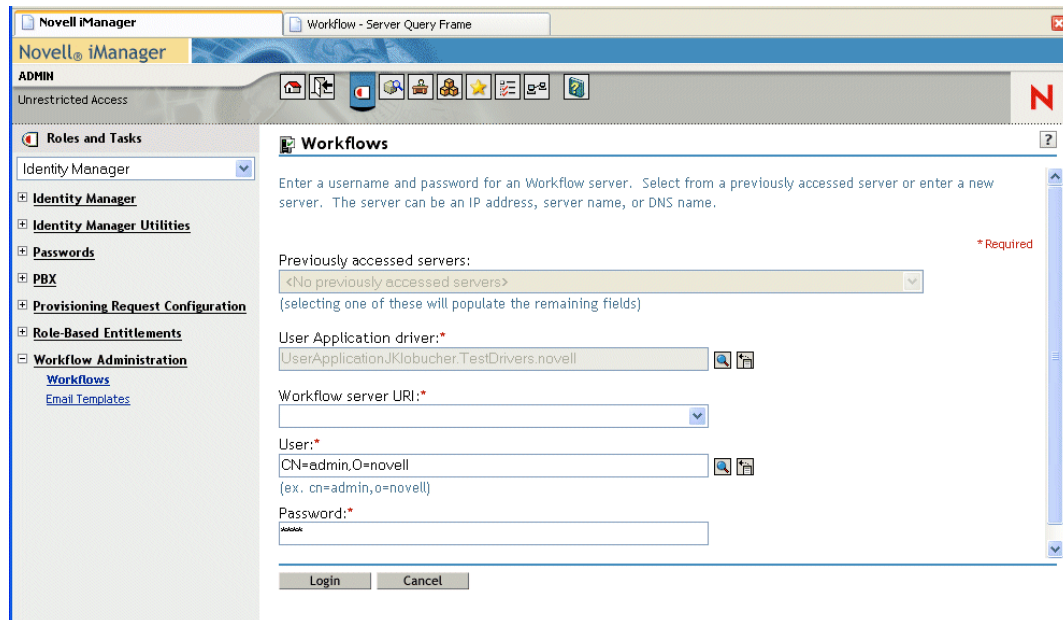 Novell iManager
Workflow - Server Query Frame
Novell® iManager
ADMIN
Unrestricted Access
N
Roles and Tasks
Identity Manager
Identity Manager
Identity Manager Utilities
Passwords
PBX
Provisioning Request Configuration
Role-Based Entitlements
Workflow Administration
Workflows
Email Templates
Workflows
?
Enter a username and password for an Workflow server. Select from a previously accessed server or enter a new
server. The server can be an IP address, server name, or DNS name.
* Required
Previously accessed servers:
<No previously accessed servers>
(selecting one of these will populate the remaining fields)
User Application driver:*
UserApplicationJKlobucher.TestDrivers.novell
Workflow server URI:*
User:*
CN=admin,O=novell
(ex. cn=admin,o=novell)
Password:*
****
Login
Cancel